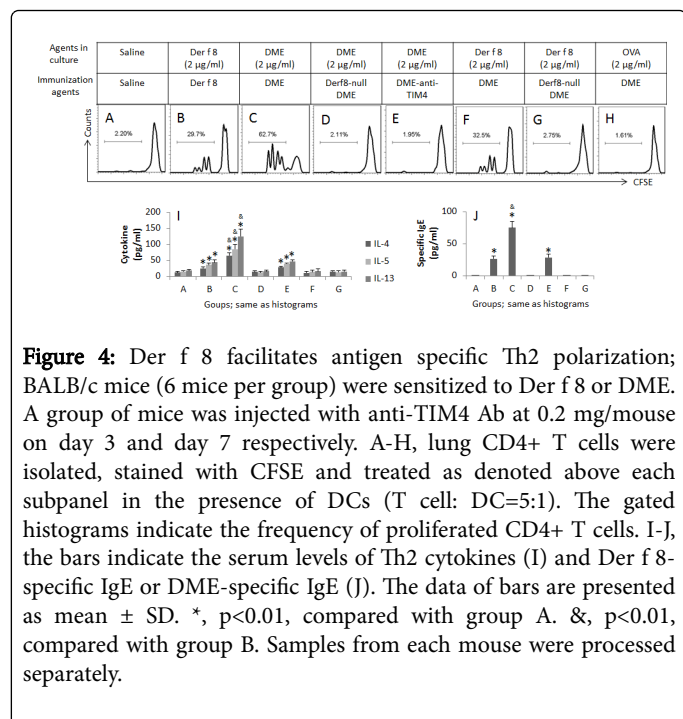 Agents in culture Saline Der f 8 (2 µg/ml) DME (2 µg/ml) DME (2 µg/ml) DME (2 µg/ml) Der f 8 (2 µg/ml) Der f 8 (2 µg/ml) OVA (2 µg/ml)
Immunization agents Saline Der f 8 DME Derf8-null DME DME-anti-TIM4 DME Derf8-null DME DME
A B C D E F G H
Counts
2.20% 29.7% 62.7% 2.11% 1.95% 32.5% 2.75% 1.61%
CFSE
I
Cytokine (pg/ml)
200
150
100
50
0
* * * & * & * & * * * *
IL-4
IL-5
IL-13
A B C D E F G
Goups; same as histograms
J
Specific IgE (pg/ml)
100
50
0
* & * *
A B C D E F G
Goups; same as histograms
Figure 4: Der f 8 facilitates antigen specific Th2 polarization;
BALB/c mice (6 mice per group) were sensitized to Der f 8 or DME.
A group of mice was injected with anti-TIM4 Ab at 0.2 mg/mouse
on day 3 and day 7 respectively. A-H, lung CD4+ T cells were
isolated, stained with CFSE and treated as denoted above each
subpanel in the presence of DCs (T cell: DC=5:1). The gated
histograms indicate the frequency of proliferated CD4+ T cells. I-J,
the bars indicate the serum levels of Th2 cytokines (I) and Der f 8-
specific IgE or DME-specific IgE (J). The data of bars are presented
as mean ± SD. *, p<0.01, compared with group A. &, p<0.01,
compared with group B. Samples from each mouse were processed
separately.